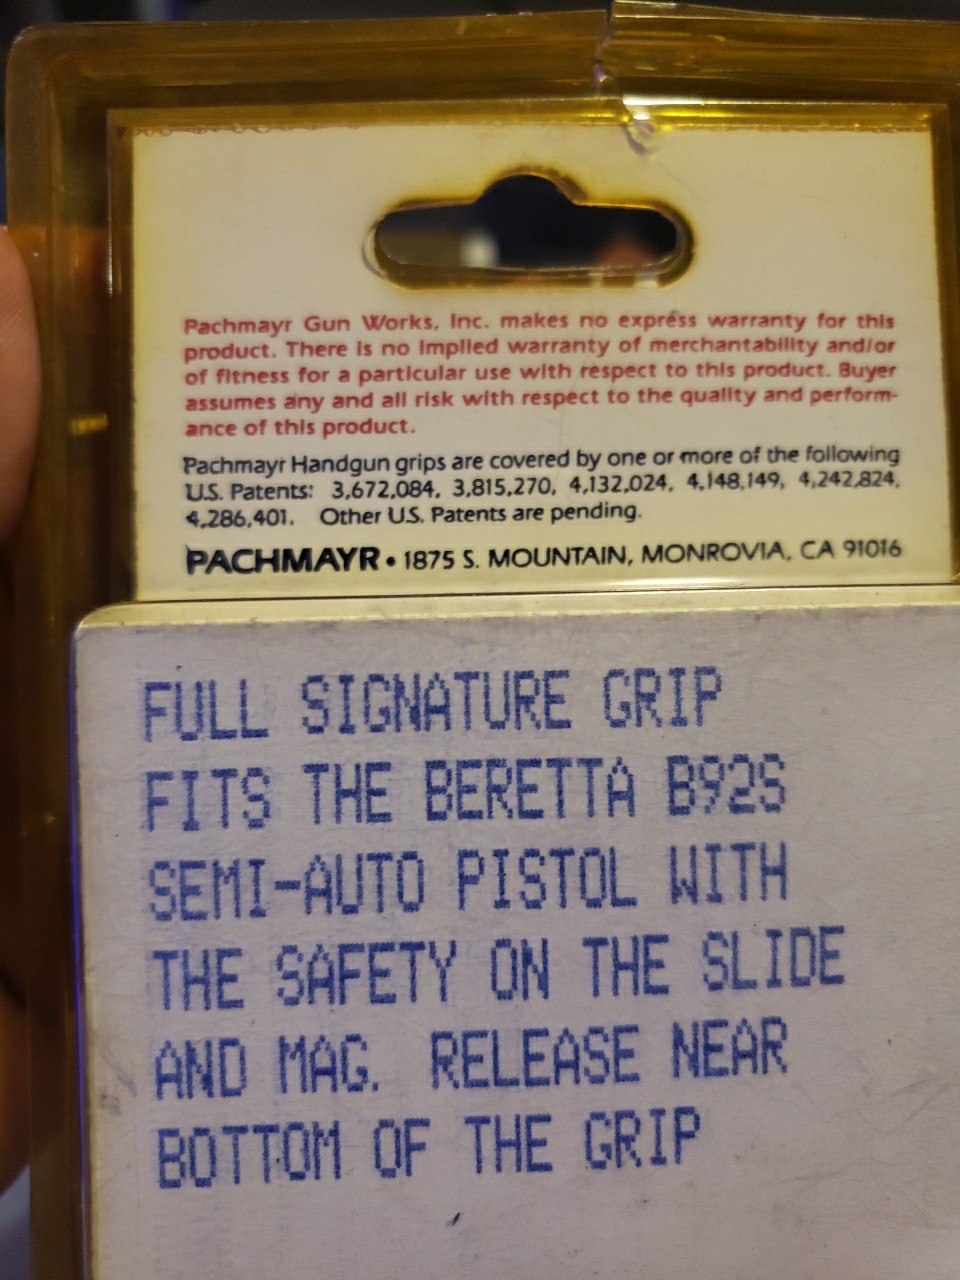 Pachmayr Gun Works, Inc. makes no express warranty for this
product. There is no implied warranty of merchantability and/or
of fitness for a particular use with respect to this product. Buyer
assumes any and all risk with respect to the quality and perform-
ance of this product.
Pachmayr Handgun grips are covered by one or more of the following
U.S. Patents: 3,672,084, 3,815,270, 4,132,024, 4,148,149, 4,242,824,
4,286,401. Other U.S. Patents are pending.
PACHMAYR • 1875 S. MOUNTAIN, MONROVIA, CA 91016
FULL SIGNATURE GRIP
FITS THE BERETTA B92S
SEMI-AUTO PISTOL WITH
THE SAFETY ON THE SLIDE
AND MAG. RELEASE NEAR
BOTTOM OF THE GRIP